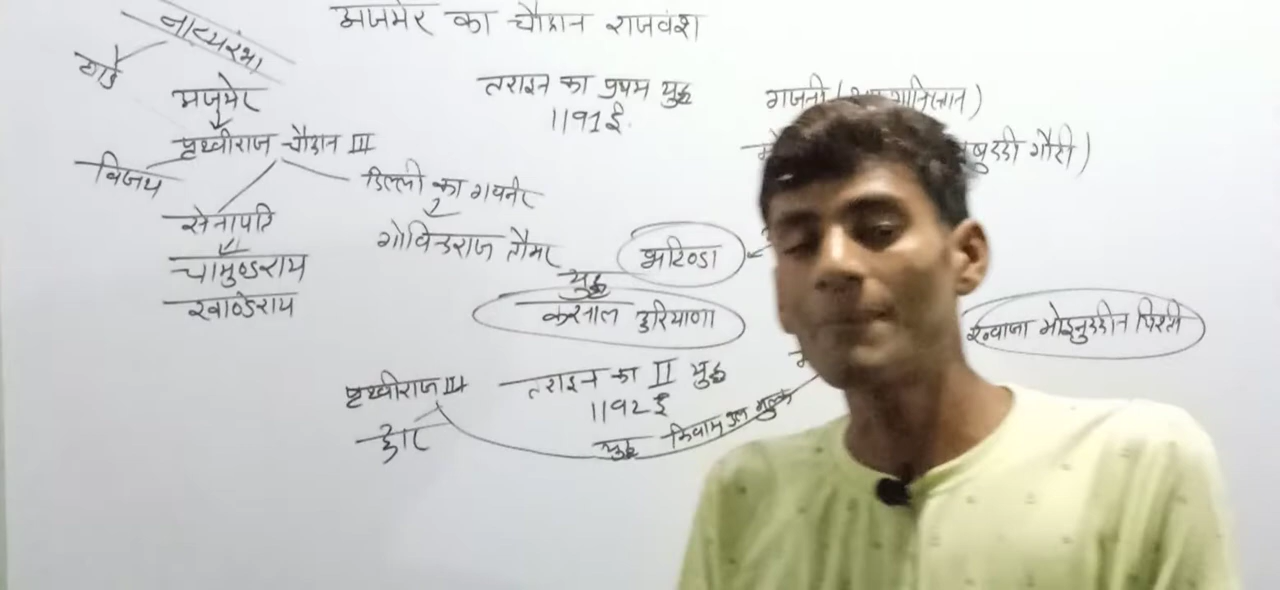 अजमेर का चौहान राजवंश
नाट्यरंभा
तराइन का प्रथम युद्ध
1191 ई.
गजनी (
अजमेर
पृथ्वीराज चौहान III
विजय
दिल्ली का गवर्नर
सेनापति
गोविन्दराज तौमर
चामुण्डराय
खाण्डेराय
भटिण्डा
युद्ध
करनाल हरियाणा
गौरी)
ख्वाजा मोइनुद्दीन चिश्ती
पृथ्वीराज III
हार
तराइन का II युद्ध
1192 ई
युद्ध किवाम उल मुल्क